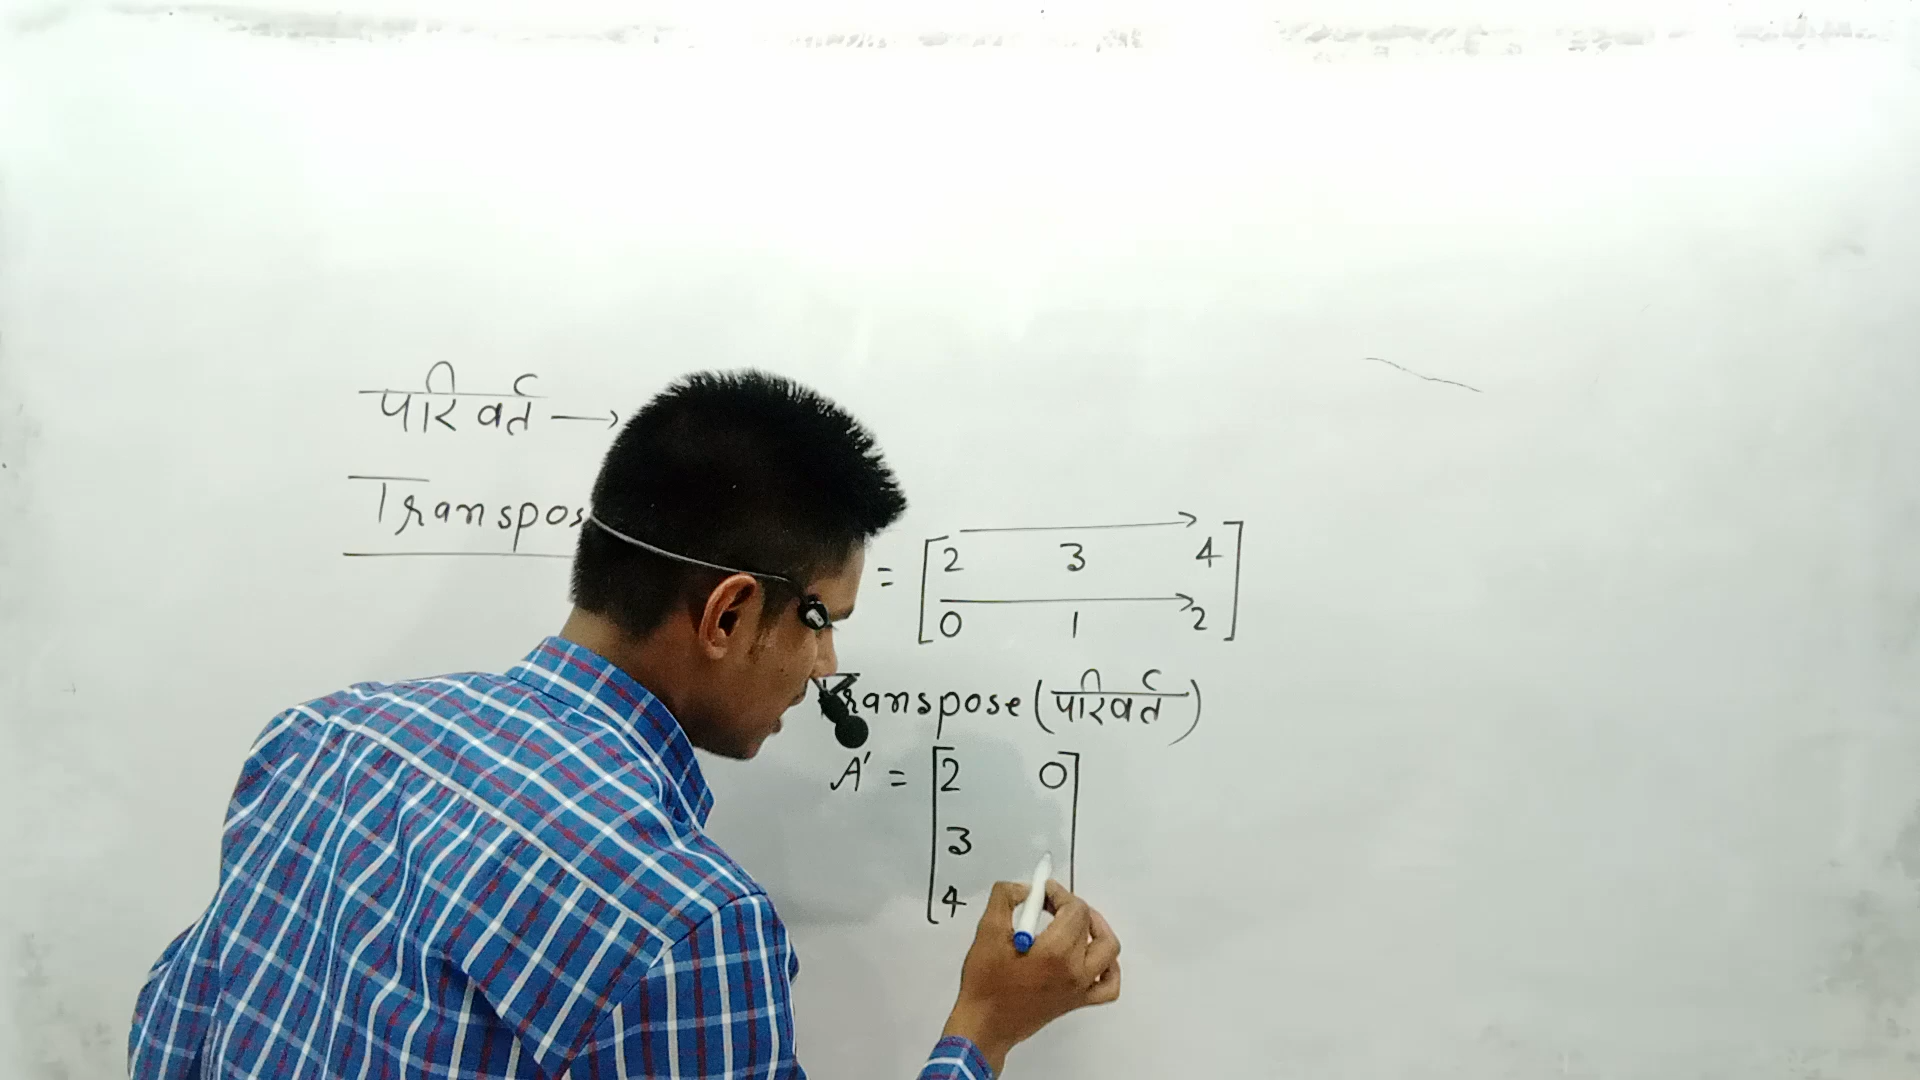 परिवर्त →
Transpos
= [2 3 4
0 1 2]
Transpose (परिवर्त)
A' = [2 0]
3
4